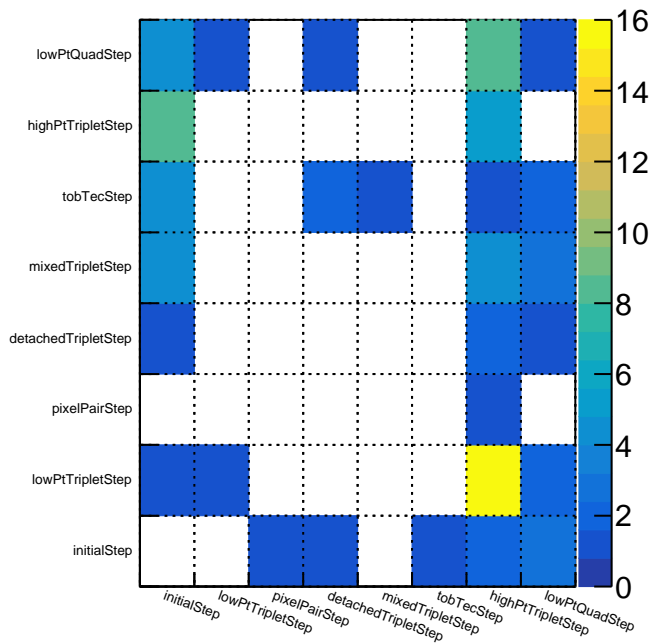 lowPtQuadStep
highPtTripletStep
tobTecStep
mixedTripletStep
detachedTripletStep
pixelPairStep
lowPtTripletStep
initialStep
initialStep
lowPtTripletStep
pixelPairStep
detachedTripletStep
mixedTripletStep
tobTecStep
highPtTripletStep
lowPtQuadStep
16
14
12
10
8
6
4
2
0